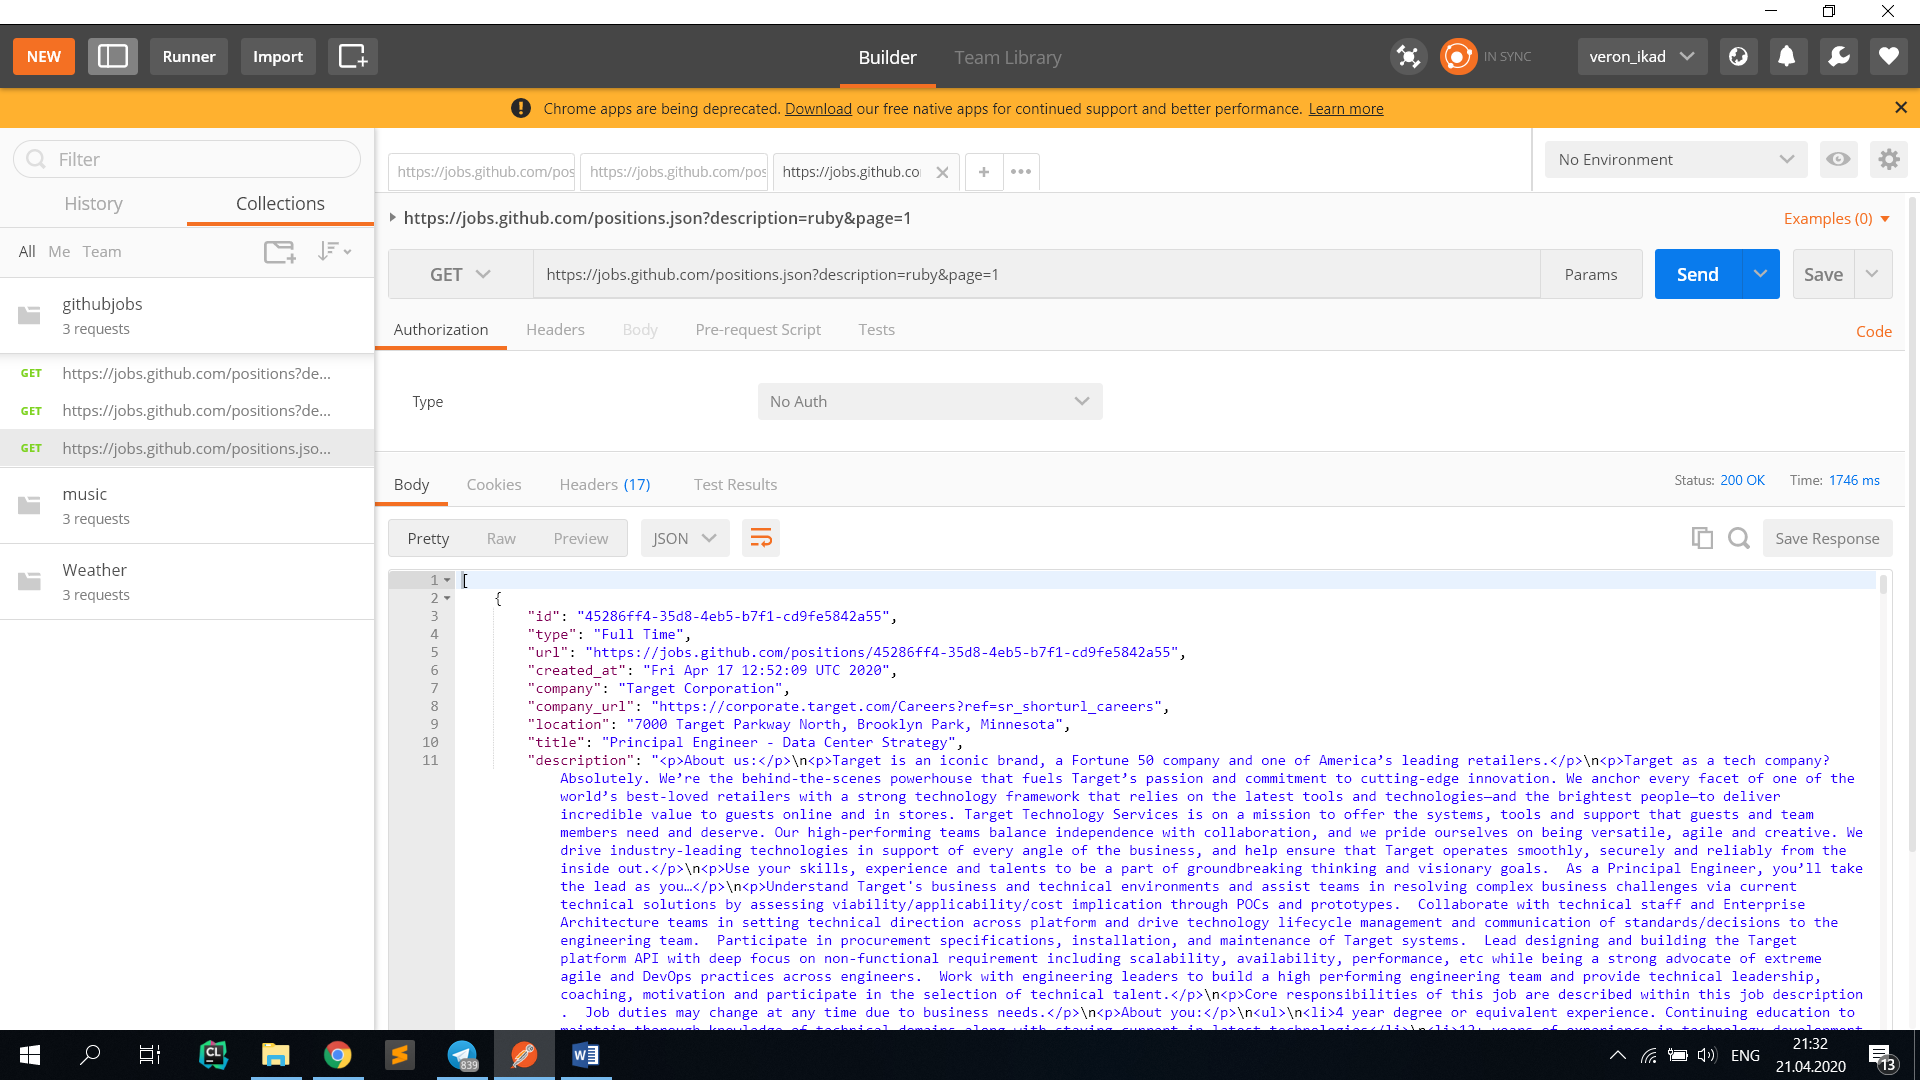 NEW
Runner
Import
Builder
Team Library
IN SYNC
veron_ikad
Chrome apps are being deprecated. Download our free native apps for continued support and better performance. Learn more
Filter
History
Collections
All Me Team
githubjobs
3 requests
GET https://jobs.github.com/positions?de...
GET https://jobs.github.com/positions?de...
GET https://jobs.github.com/positions.jso...
music
3 requests
Weather
3 requests
https://jobs.github.com/pos
https://jobs.github.com/pos
https://jobs.github.co
No Environment
https://jobs.github.com/positions.json?description=ruby&page=1
Examples (0)
GET
https://jobs.github.com/positions.json?description=ruby&page=1
Params
Send
Save
Authorization
Headers
Body
Pre-request Script
Tests
Code
Type
No Auth
Body
Cookies
Headers (17)
Test Results
Status: 200 OK
Time: 1746 ms
Pretty
Raw
Preview
JSON
Save Response
1 [
2 {
3 "id": "45286ff4-35d8-4eb5-b7f1-cd9fe5842a55",
4 "type": "Full Time",
5 "url": "https://jobs.github.com/positions/45286ff4-35d8-4eb5-b7f1-cd9fe5842a55",
6 "created_at": "Fri Apr 17 12:52:09 UTC 2020",
7 "company": "Target Corporation",
8 "company_url": "https://corporate.target.com/Careers?ref=sr_shorturl_careers",
9 "location": "7000 Target Parkway North, Brooklyn Park, Minnesota",
10 "title": "Principal Engineer - Data Center Strategy",
11 "description": "<p>About us:</p>\n<p>Target is an iconic brand, a Fortune 50 company and one of America’s leading retailers.</p>\n<p>Target as a tech company?
Absolutely. We’re the behind-the-scenes powerhouse that fuels Target’s passion and commitment to cutting-edge innovation. We anchor every facet of one of the
world’s best-loved retailers with a strong technology framework that relies on the latest tools and technologies—and the brightest people—to deliver
incredible value to guests online and in stores. Target Technology Services is on a mission to offer the systems, tools and support that guests and team
members need and deserve. Our high-performing teams balance independence with collaboration, and we pride ourselves on being versatile, agile and creative. We
drive industry-leading technologies in support of every angle of the business, and help ensure that Target operates smoothly, securely and reliably from the
inside out.</p>\n<p>Use your skills, experience and talents to be a part of groundbreaking thinking and visionary goals.  As a Principal Engineer, you’ll take
the lead as you…</p>\n<p>Understand Target's business and technical environments and assist teams in resolving complex business challenges via current
technical solutions by assessing viability/applicability/cost implication through POCs and prototypes.  Collaborate with technical staff and Enterprise
Architecture teams in setting technical direction across platform and drive technology lifecycle management and communication of standards/decisions to the
engineering team.  Participate in procurement specifications, installation, and maintenance of Target systems.  Lead designing and building the Target
platform API with deep focus on non-functional requirement including scalability, availability, performance, etc while being a strong advocate of extreme
agile and DevOps practices across engineers.  Work with engineering leaders to build a high performing engineering team and provide technical leadership,
coaching, motivation and participate in the selection of technical talent.</p>\n<p>Core responsibilities of this job are described within this job description
.  Job duties may change at any time due to business needs.</p>\n<p>About you:</p>\n<ul>\n<li>4 year degree or equivalent experience. Continuing education to
maintain thorough knowledge of technical domains along with staying current in latest technologies</li>\n<li>12+ years of experience in technology development
CL
839
ENG
21:32
21.04.2020
13